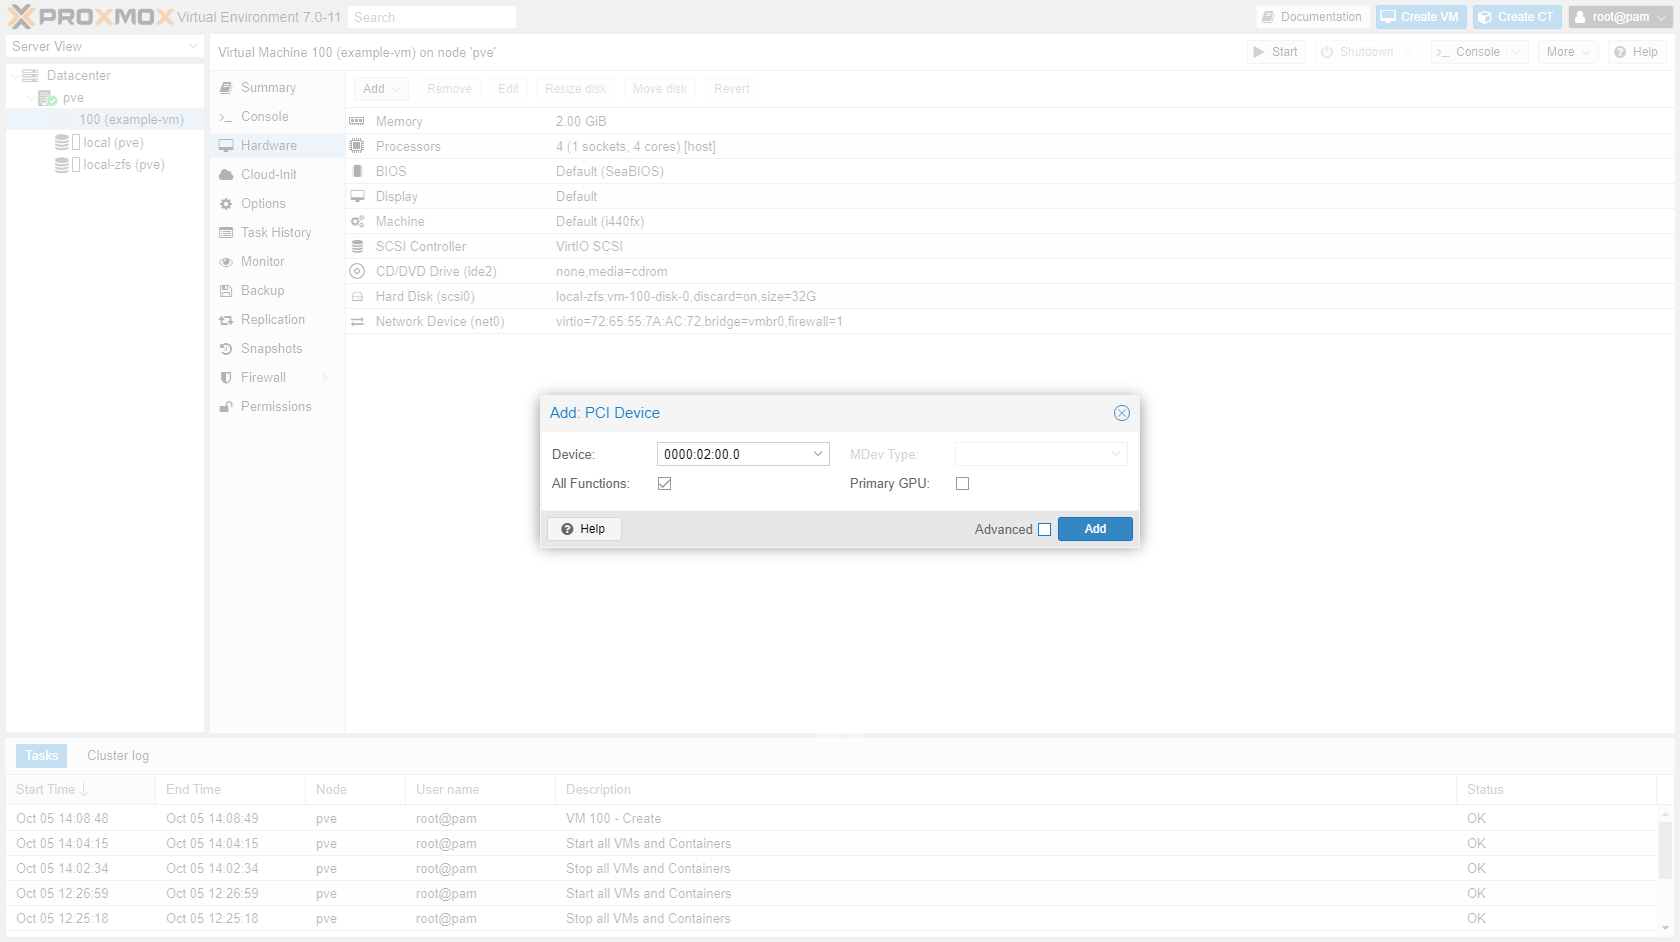 PROXMOX Virtual Environment 7.0-11 Search Documentation Create VM Create CT root@pam
Server View
Virtual Machine 100 (example-vm) on node 'pve' Start Shutdown Console More Help
Datacenter
pve
100 (example-vm)
local (pve)
local-zfs (pve)
Summary
Console
Hardware
Cloud-Init
Options
Task History
Monitor
Backup
Replication
Snapshots
Firewall
Permissions
Add Remove Edit Resize disk Move disk Revert
Memory 2.00 GiB
Processors 4 (1 sockets, 4 cores) [host]
BIOS Default (SeaBIOS)
Display Default
Machine Default (i440fx)
SCSI Controller VirtIO SCSI
CD/DVD Drive (ide2) none,media=cdrom
Hard Disk (scsi0) local-zfs:vm-100-disk-0,discard=on,size=32G
Network Device (net0) virtio=72:65:55:7A:AC:72,bridge=vmbr0,firewall=1
Add: PCI Device
Device: 0000:02:00.0 MDev Type:
All Functions: Primary GPU:
Help Advanced Add
Tasks Cluster log
Start Time End Time Node User name Description Status
Oct 05 14:08:48 Oct 05 14:08:49 pve root@pam VM 100 - Create OK
Oct 05 14:04:15 Oct 05 14:04:15 pve root@pam Start all VMs and Containers OK
Oct 05 14:02:34 Oct 05 14:02:34 pve root@pam Stop all VMs and Containers OK
Oct 05 12:26:59 Oct 05 12:26:59 pve root@pam Start all VMs and Containers OK
Oct 05 12:25:18 Oct 05 12:25:18 pve root@pam Stop all VMs and Containers OK